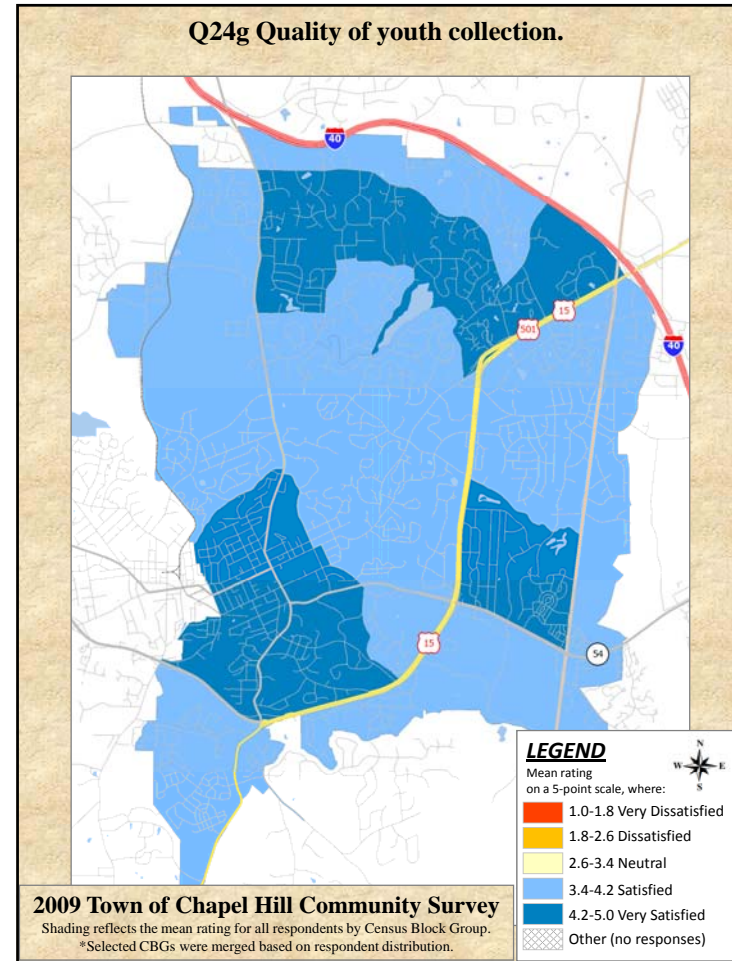 Q24g Quality of youth collection.
40
15
501
40
54
15
LEGEND
Mean rating
on a 5-point scale, where:
N
W E
S
1.0-1.8 Very Dissatisfied
1.8-2.6 Dissatisfied
2.6-3.4 Neutral
3.4-4.2 Satisfied
4.2-5.0 Very Satisfied
Other (no responses)
2009 Town of Chapel Hill Community Survey
Shading reflects the mean rating for all respondents by Census Block Group.
*Selected CBGs were merged based on respondent distribution.